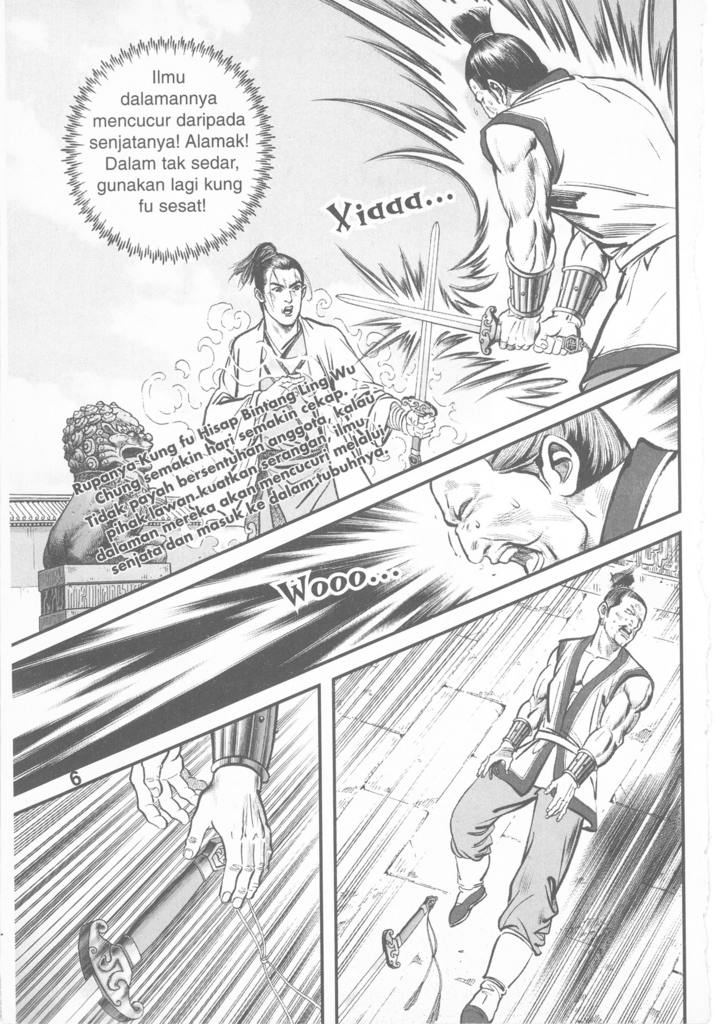 Ilmu
dalamannya
mencucur daripada
senjatanya! Alamak!
Dalam tak sedar,
gunakan lagi kung
fu sesat!
Xiaaa...
Rupanya Kung fu Hisap Bintang Ling Wu
Chung semakin hari semakin cekap.
Tidak payah bersentuhan anggota, kalau
Pihak lawan kuatkan serangan, ilmu
dalaman mereka akan mencucuri melalui
senjata dan masuk ke dalam tubuhnya.
Wooo...
6